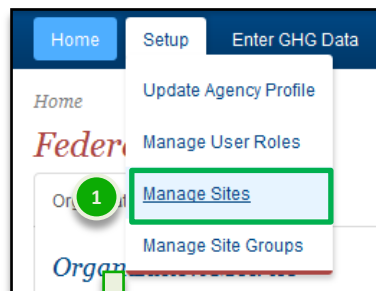 Home Setup Enter GHG Data
Update Agency Profile
Home
Manage User Roles
Manage Sites
1
Manage Site Groups